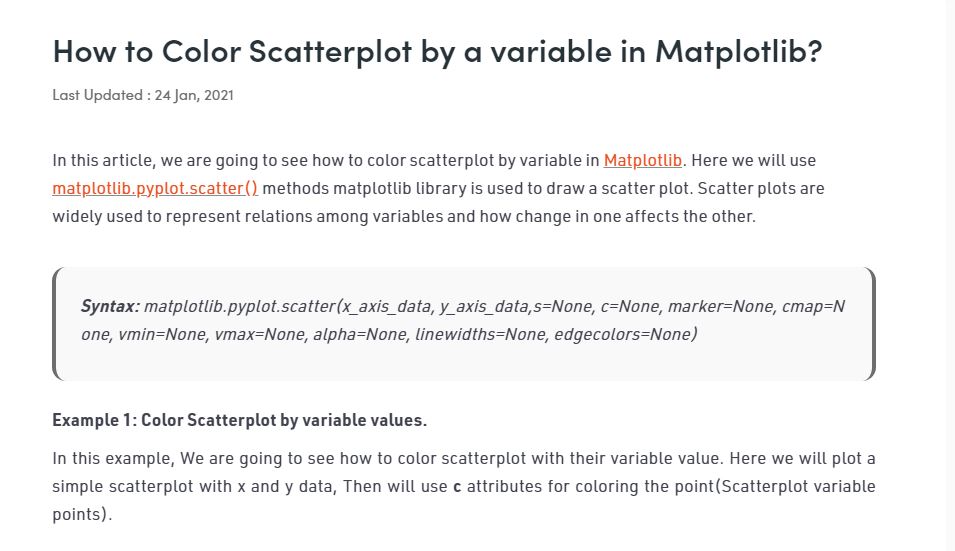 How to Color Scatterplot by a variable in Matplotlib?
Last Updated : 24 Jan, 2021
In this article, we are going to see how to color scatterplot by variable in Matplotlib. Here we will use
matplotlib.pyplot.scatter() methods matplotlib library is used to draw a scatter plot. Scatter plots are
widely used to represent relations among variables and how change in one affects the other.
Syntax: matplotlib.pyplot.scatter(x_axis_data, y_axis_data,s=None, c=None, marker=None, cmap=N
one, vmin=None, vmax=None, alpha=None, linewidths=None, edgecolors=None)
Example 1: Color Scatterplot by variable values.
In this example, We are going to see how to color scatterplot with their variable value. Here we will plot a
simple scatterplot with x and y data, Then will use c attributes for coloring the point(Scatterplot variable
points).